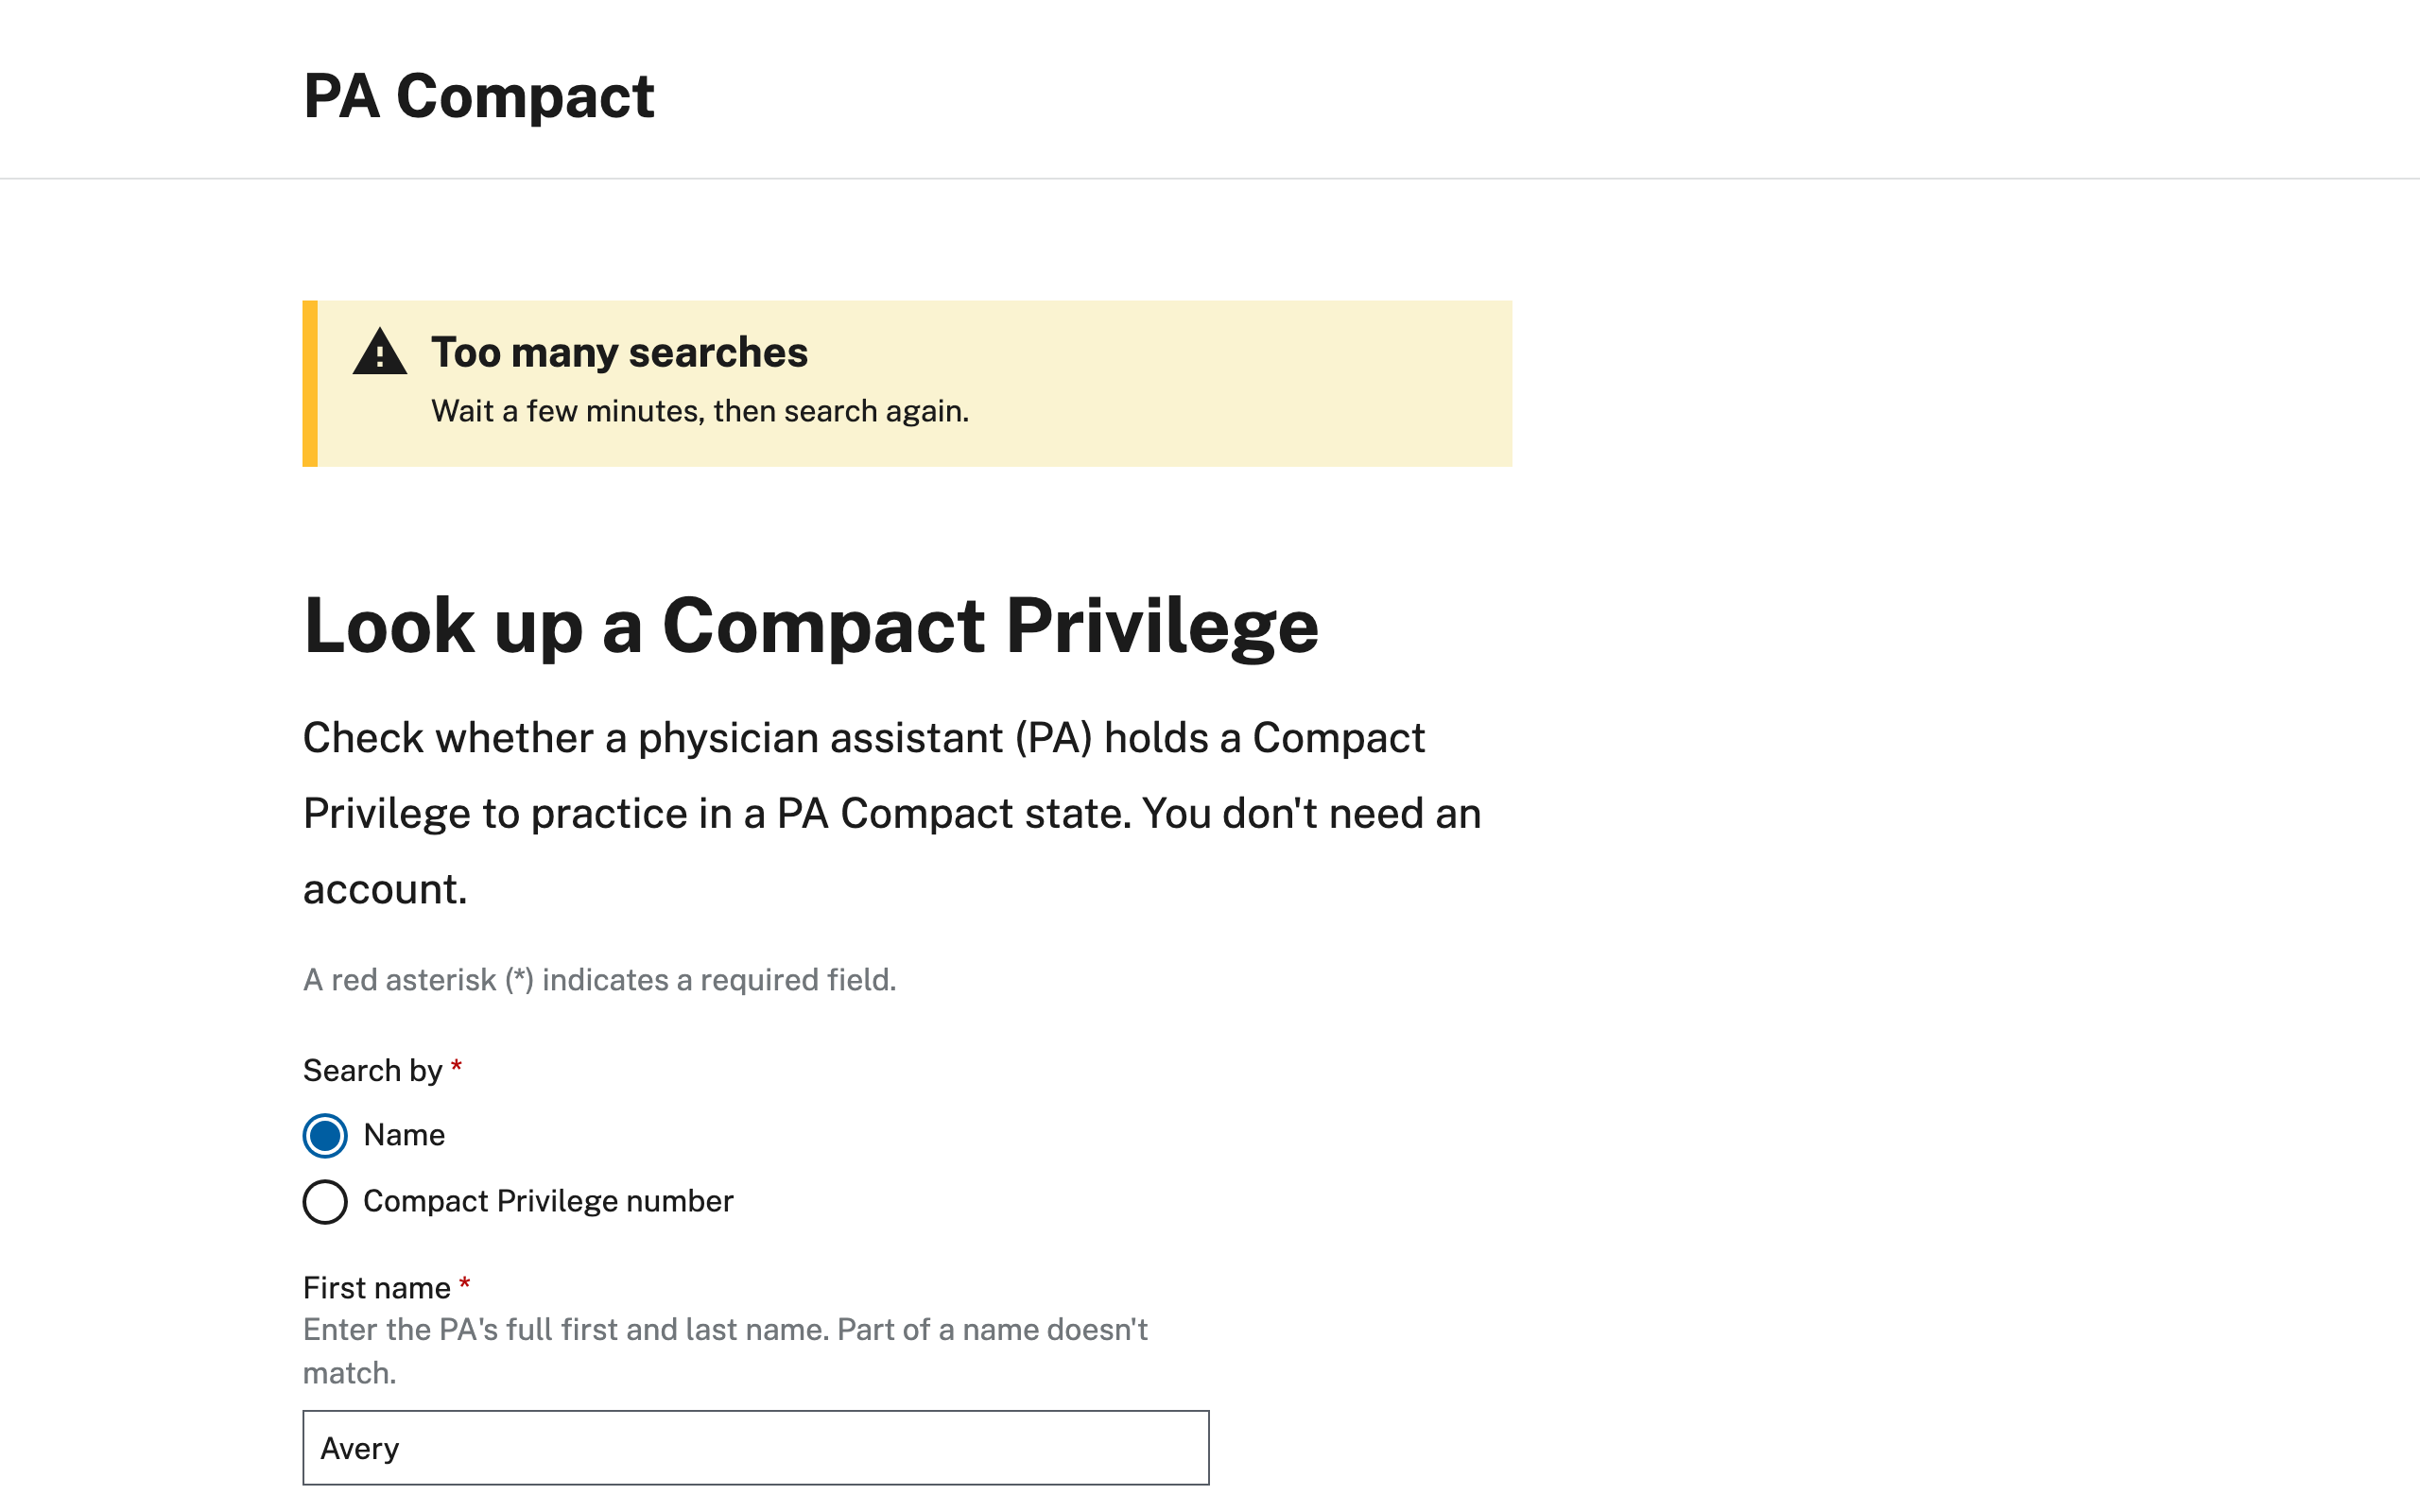 PA Compact
Too many searches
Wait a few minutes, then search again.
Look up a Compact Privilege
Check whether a physician assistant (PA) holds a Compact
Privilege to practice in a PA Compact state. You don't need an
account.
A red asterisk (*) indicates a required field.
Search by *
Name
Compact Privilege number
First name *
Enter the PA's full first and last name. Part of a name doesn't
match.
Avery